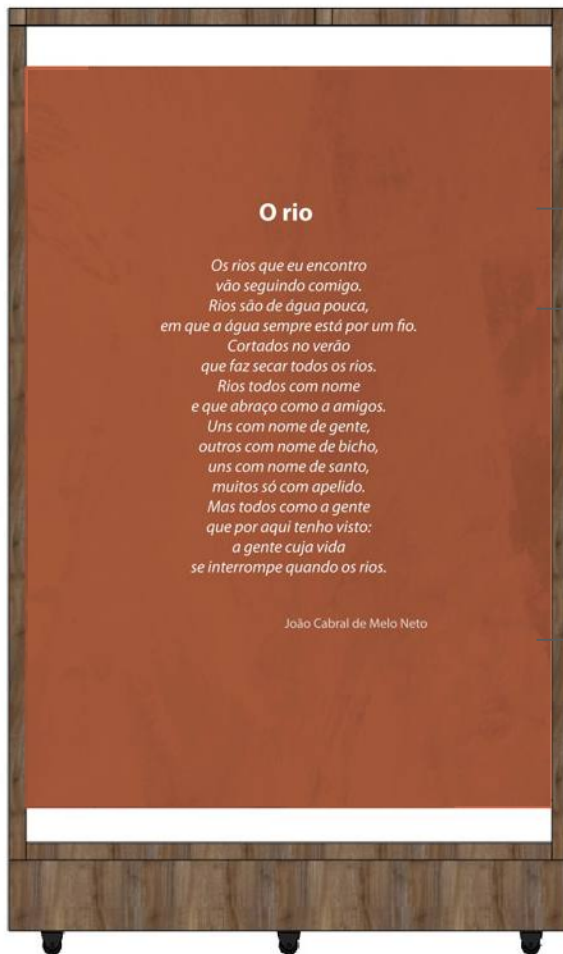 O rio
Os rios que eu encontro
vão seguindo comigo.
Rios são de água pouca,
em que a água sempre está por um fio.
Cortados no verão
que faz secar todos os rios.
Rios todos com nome
e que abraço como a amigos.
Uns com nome de gente,
outros com nome de bicho,
uns com nome de santo,
muitos só com apelido.
Mas todos como a gente
que por aqui tenho visto:
a gente cuja vida
se interrompe quando os rios.
João Cabral de Melo Neto